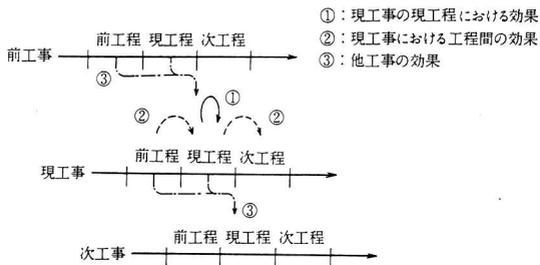 ①：現工事の現工程における効果
②：現工事における工程間の効果
③：他工事の効果
前工程 現工程 次工程
前工事
③
①
② ②
前工程 現工程 次工程
現工事
③
前工程 現工程 次工程
次工事